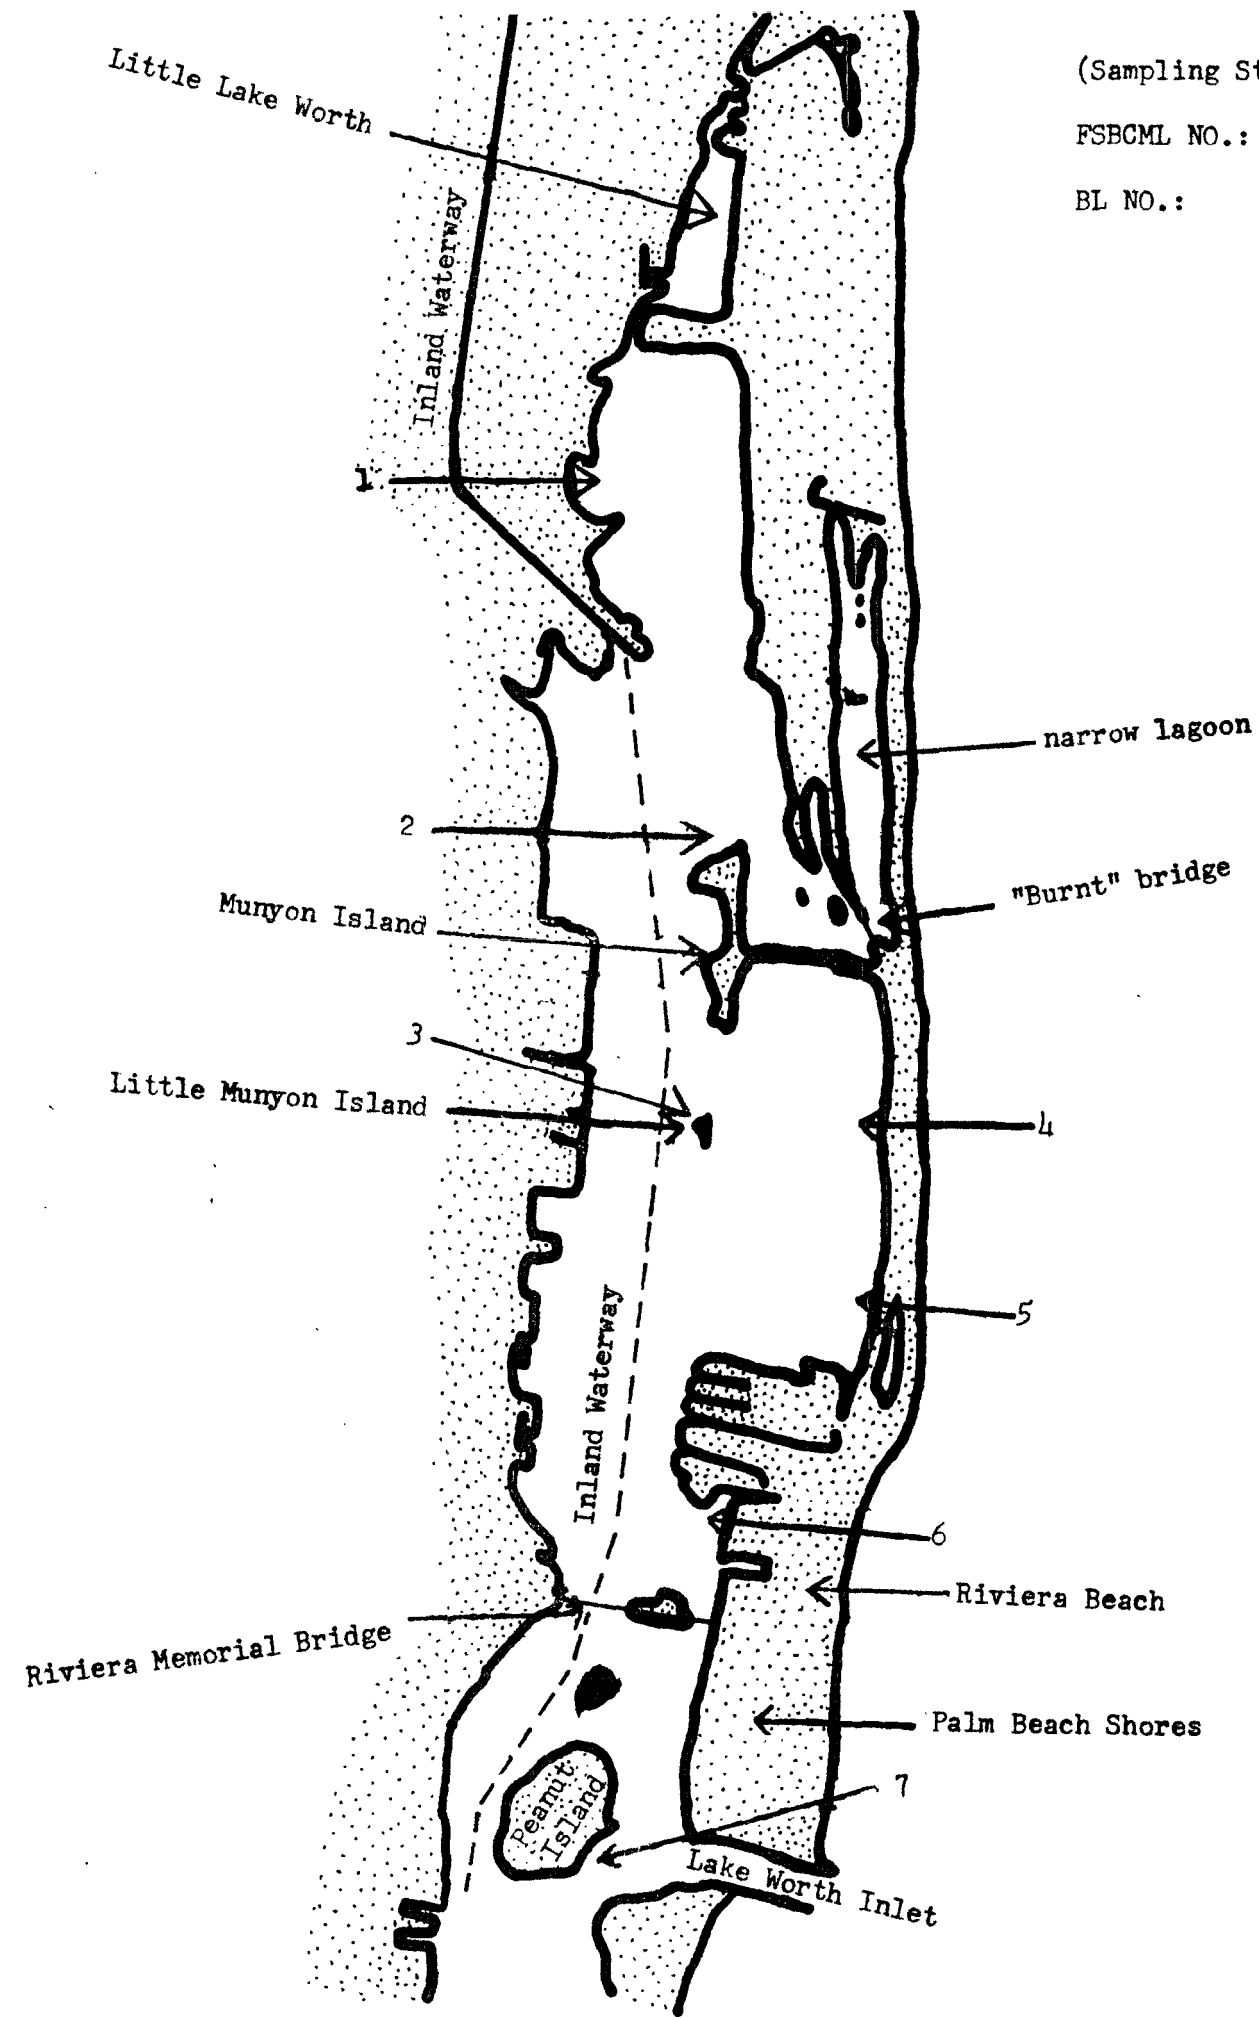 (Sampling St
FSBCML NO.:
BL NO.:
Little Lake Worth
Inland Waterway
1
narrow lagoon
2
"Burnt" bridge
Munyon Island
3
Little Munyon Island
4
5
Inland Waterway
6
Riviera Beach
Riviera Memorial Bridge
Palm Beach Shores
7
Peanut
Island
Lake Worth Inlet